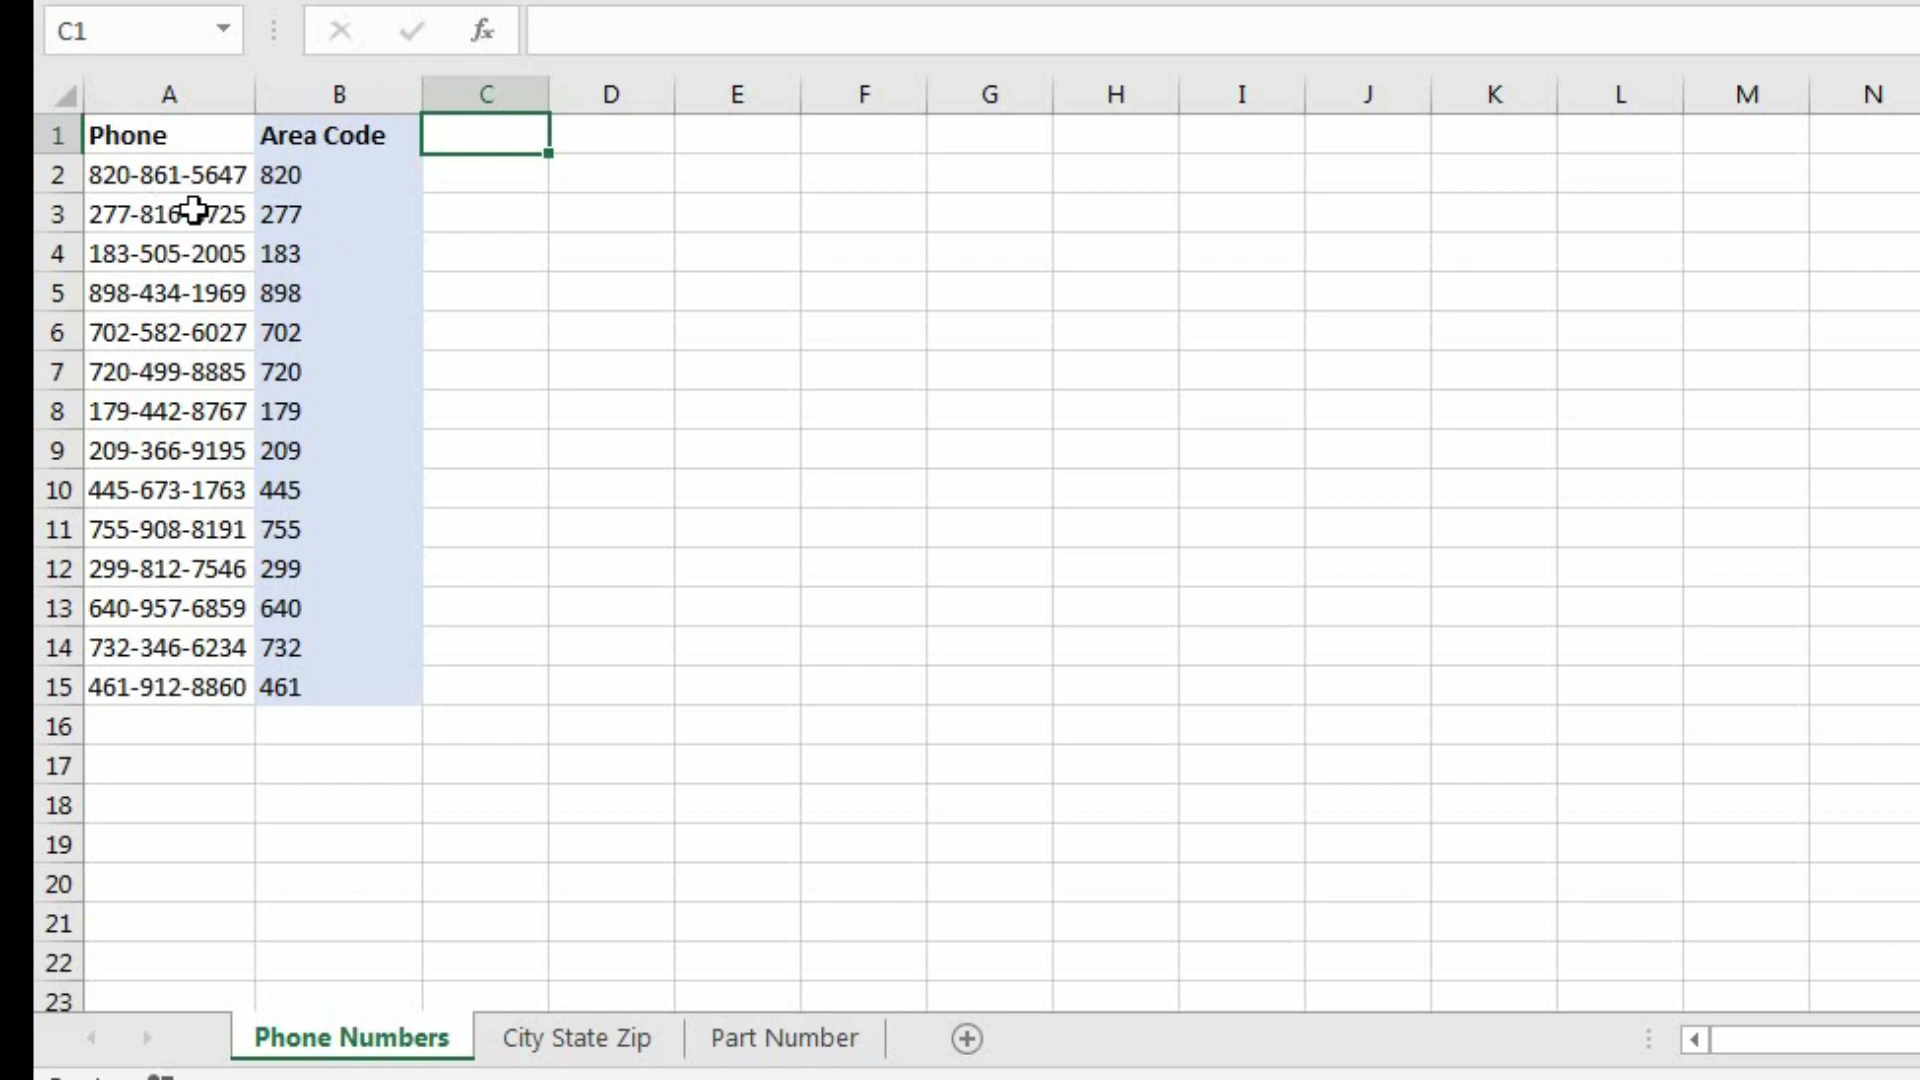 C1
fx
A B C D E F G H I J K L M N
1 Phone Area Code
2 820-861-5647 820
3 277-816 725 277
4 183-505-2005 183
5 898-434-1969 898
6 702-582-6027 702
7 720-499-8885 720
8 179-442-8767 179
9 209-366-9195 209
10 445-673-1763 445
11 755-908-8191 755
12 299-812-7546 299
13 640-957-6859 640
14 732-346-6234 732
15 461-912-8860 461
16
17
18
19
20
21
22
23
Phone Numbers City State Zip Part Number